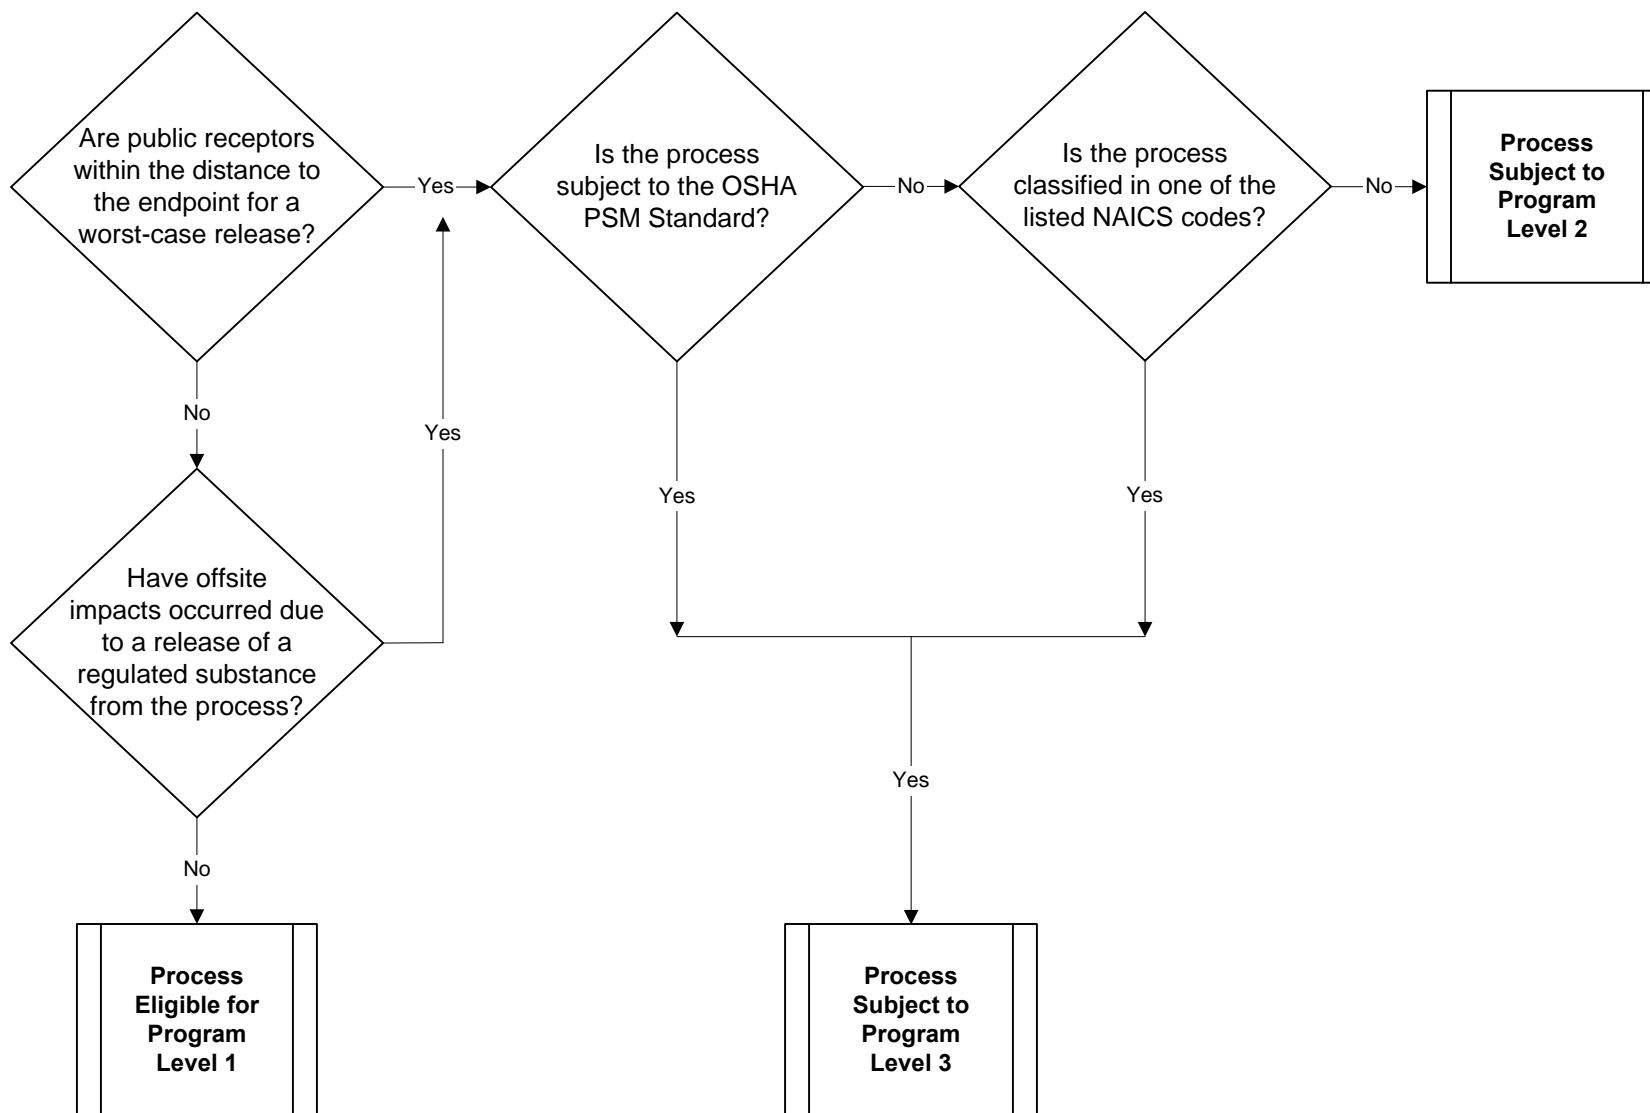 Are public receptors
within the distance to
the endpoint for a
worst-case release?
Yes
Is the process
subject to the OSHA
PSM Standard?
No
Is the process
classified in one of the
listed NAICS codes?
No
Process
Subject to
Program
Level 2
No
Yes
Yes
Yes
Have offsite
impacts occurred due
to a release of a
regulated substance
from the process?
Yes
No
Process
Eligible for
Program
Level 1
Process
Subject to
Program
Level 3